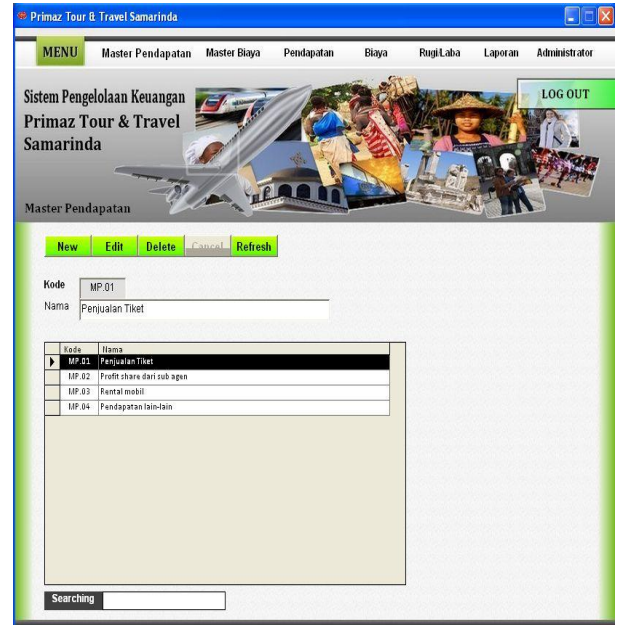 Primaz Tour & Travel Samarinda
MENU Master Pendapatan Master Biaya Pendapatan Biaya Rugi/Laba Laporan Administrator
LOG OUT
Sistem Pengelolaan Keuangan
Primaz Tour & Travel
Samarinda
Master Pendapatan
New Edit Delete Cancel Refresh
Kode MP.01
Nama Penjualan Tiket
Kode Nama
MP.01 Penjualan Tiket
MP.02 Profit share dari sub agen
MP.03 Rental mobil
MP.04 Pendapatan lain-lain
Searching